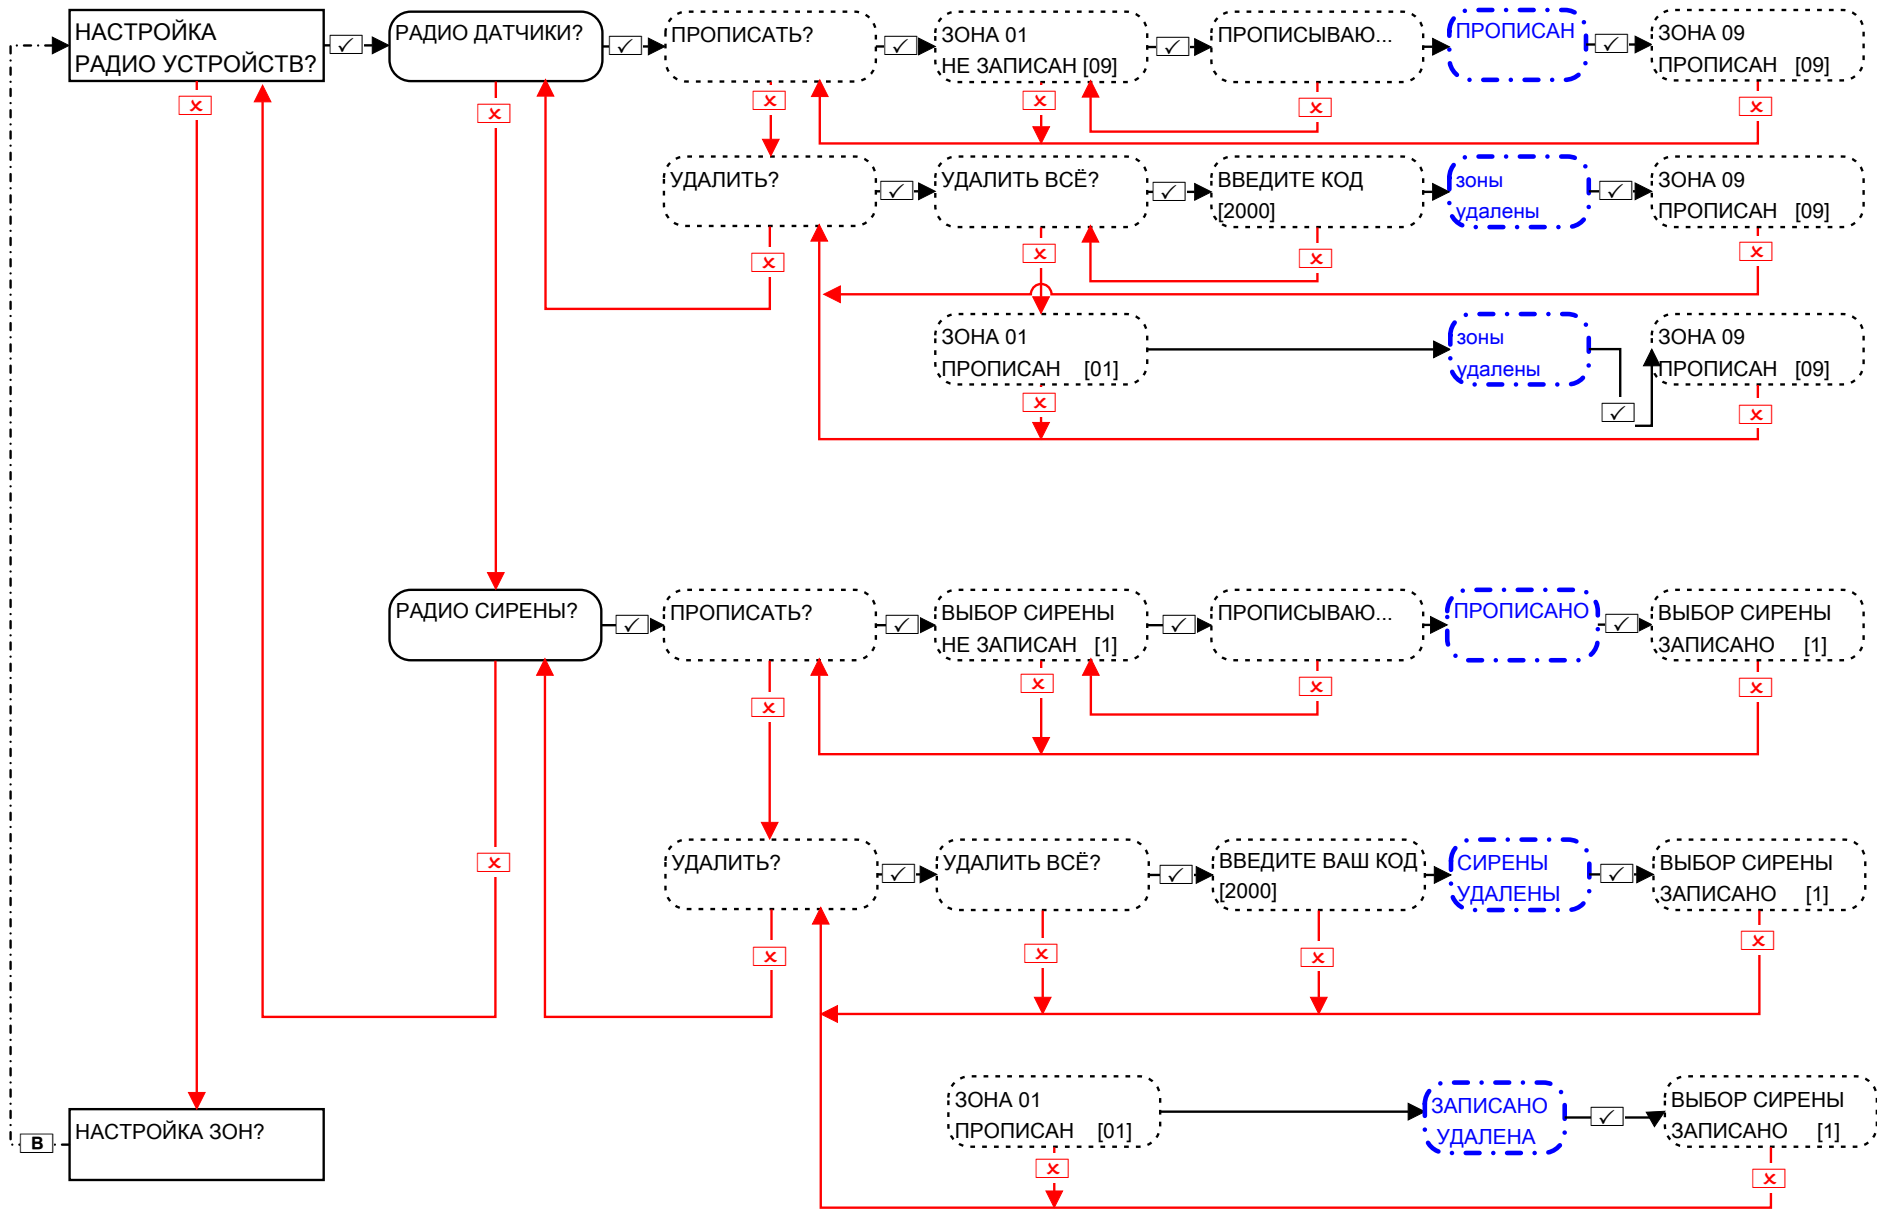 НАСТРОЙКА
РАДИО УСТРОЙСТВ?
РАДИО ДАТЧИКИ?
ПРОПИСАТЬ?
ЗОНА 01
НЕ ЗАПИСАН [09]
ПРОПИСЫВАЮ...
ПРОПИСАН
ЗОНА 09
ПРОПИСАН [09]
УДАЛИТЬ?
УДАЛИТЬ ВСЁ?
ВВЕДИТЕ КОД
[2000]
зоны
удалены
ЗОНА 09
ПРОПИСАН [09]
ЗОНА 01
ПРОПИСАН [01]
зоны
удалены
ЗОНА 09
ПРОПИСАН [09]
РАДИО СИРЕНЫ?
ПРОПИСАТЬ?
ВЫБОР СИРЕНЫ
НЕ ЗАПИСАН [1]
ПРОПИСЫВАЮ...
ПРОПИСАНО
ВЫБОР СИРЕНЫ
ЗАПИСАНО [1]
УДАЛИТЬ?
УДАЛИТЬ ВСЁ?
ВВЕДИТЕ ВАШ КОД
[2000]
СИРЕНЫ
УДАЛЕНЫ
ВЫБОР СИРЕНЫ
ЗАПИСАНО [1]
ЗОНА 01
ПРОПИСАН [01]
ЗАПИСАНО
УДАЛЕНА
ВЫБОР СИРЕНЫ
ЗАПИСАНО [1]
НАСТРОЙКА ЗОН?
B